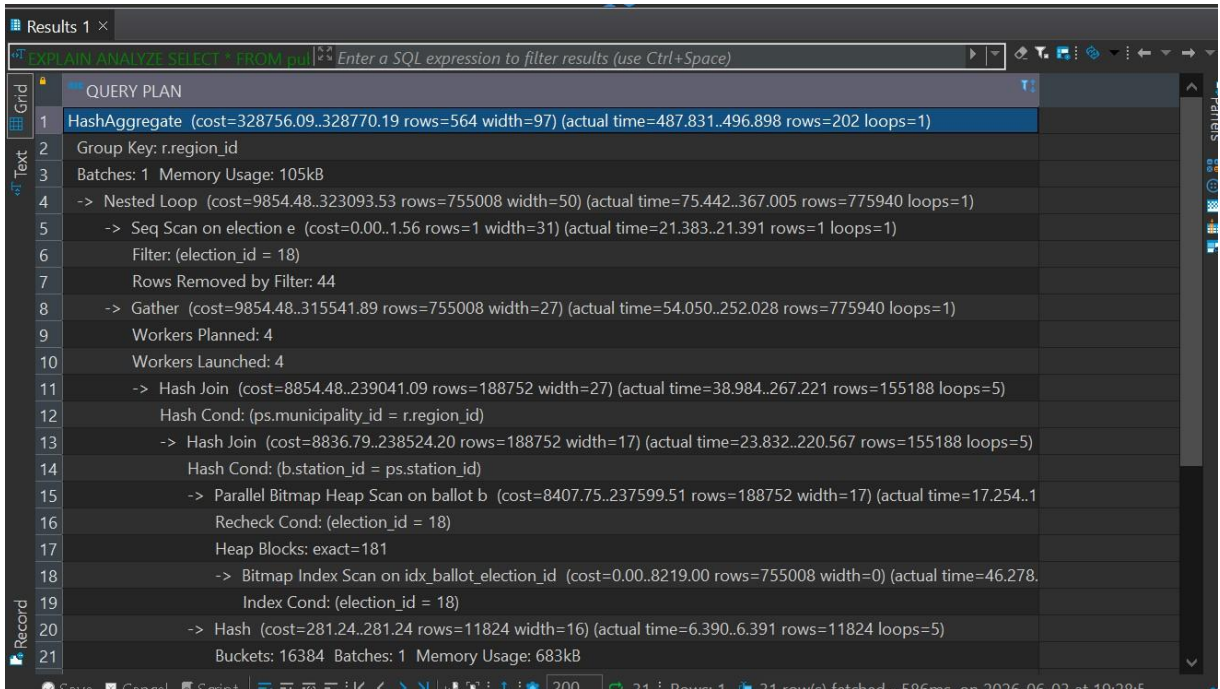 Results 1 ×
EXPLAIN ANALYZE SELECT * FROM pul Enter a SQL expression to filter results (use Ctrl+Space)
Grid
Text
Record
Panels
QUERY PLAN
1 HashAggregate (cost=328756.09..328770.19 rows=564 width=97) (actual time=487.831..496.898 rows=202 loops=1)
2 Group Key: r.region_id
3 Batches: 1 Memory Usage: 105kB
4 -> Nested Loop (cost=9854.48..323093.53 rows=755008 width=50) (actual time=75.442..367.005 rows=775940 loops=1)
5 -> Seq Scan on election e (cost=0.00..1.56 rows=1 width=31) (actual time=21.383..21.391 rows=1 loops=1)
6 Filter: (election_id = 18)
7 Rows Removed by Filter: 44
8 -> Gather (cost=9854.48..315541.89 rows=755008 width=27) (actual time=54.050..252.028 rows=775940 loops=1)
9 Workers Planned: 4
10 Workers Launched: 4
11 -> Hash Join (cost=8854.48..239041.09 rows=188752 width=27) (actual time=38.984..267.221 rows=155188 loops=5)
12 Hash Cond: (ps.municipality_id = r.region_id)
13 -> Hash Join (cost=8836.79..238524.20 rows=188752 width=17) (actual time=23.832..220.567 rows=155188 loops=5)
14 Hash Cond: (b.station_id = ps.station_id)
15 -> Parallel Bitmap Heap Scan on ballot b (cost=8407.75..237599.51 rows=188752 width=17) (actual time=17.254..1
16 Recheck Cond: (election_id = 18)
17 Heap Blocks: exact=181
18 -> Bitmap Index Scan on idx_ballot_election_id (cost=0.00..8219.00 rows=755008 width=0) (actual time=46.278.
19 Index Cond: (election_id = 18)
20 -> Hash (cost=281.24..281.24 rows=11824 width=16) (actual time=6.390..6.391 rows=11824 loops=5)
21 Buckets: 16384 Batches: 1 Memory Usage: 683kB
Save Cancel Script 200 31 Rows: 1 31 row(s) fetched - 586ms, on 2026-06-03 at 19:28:5